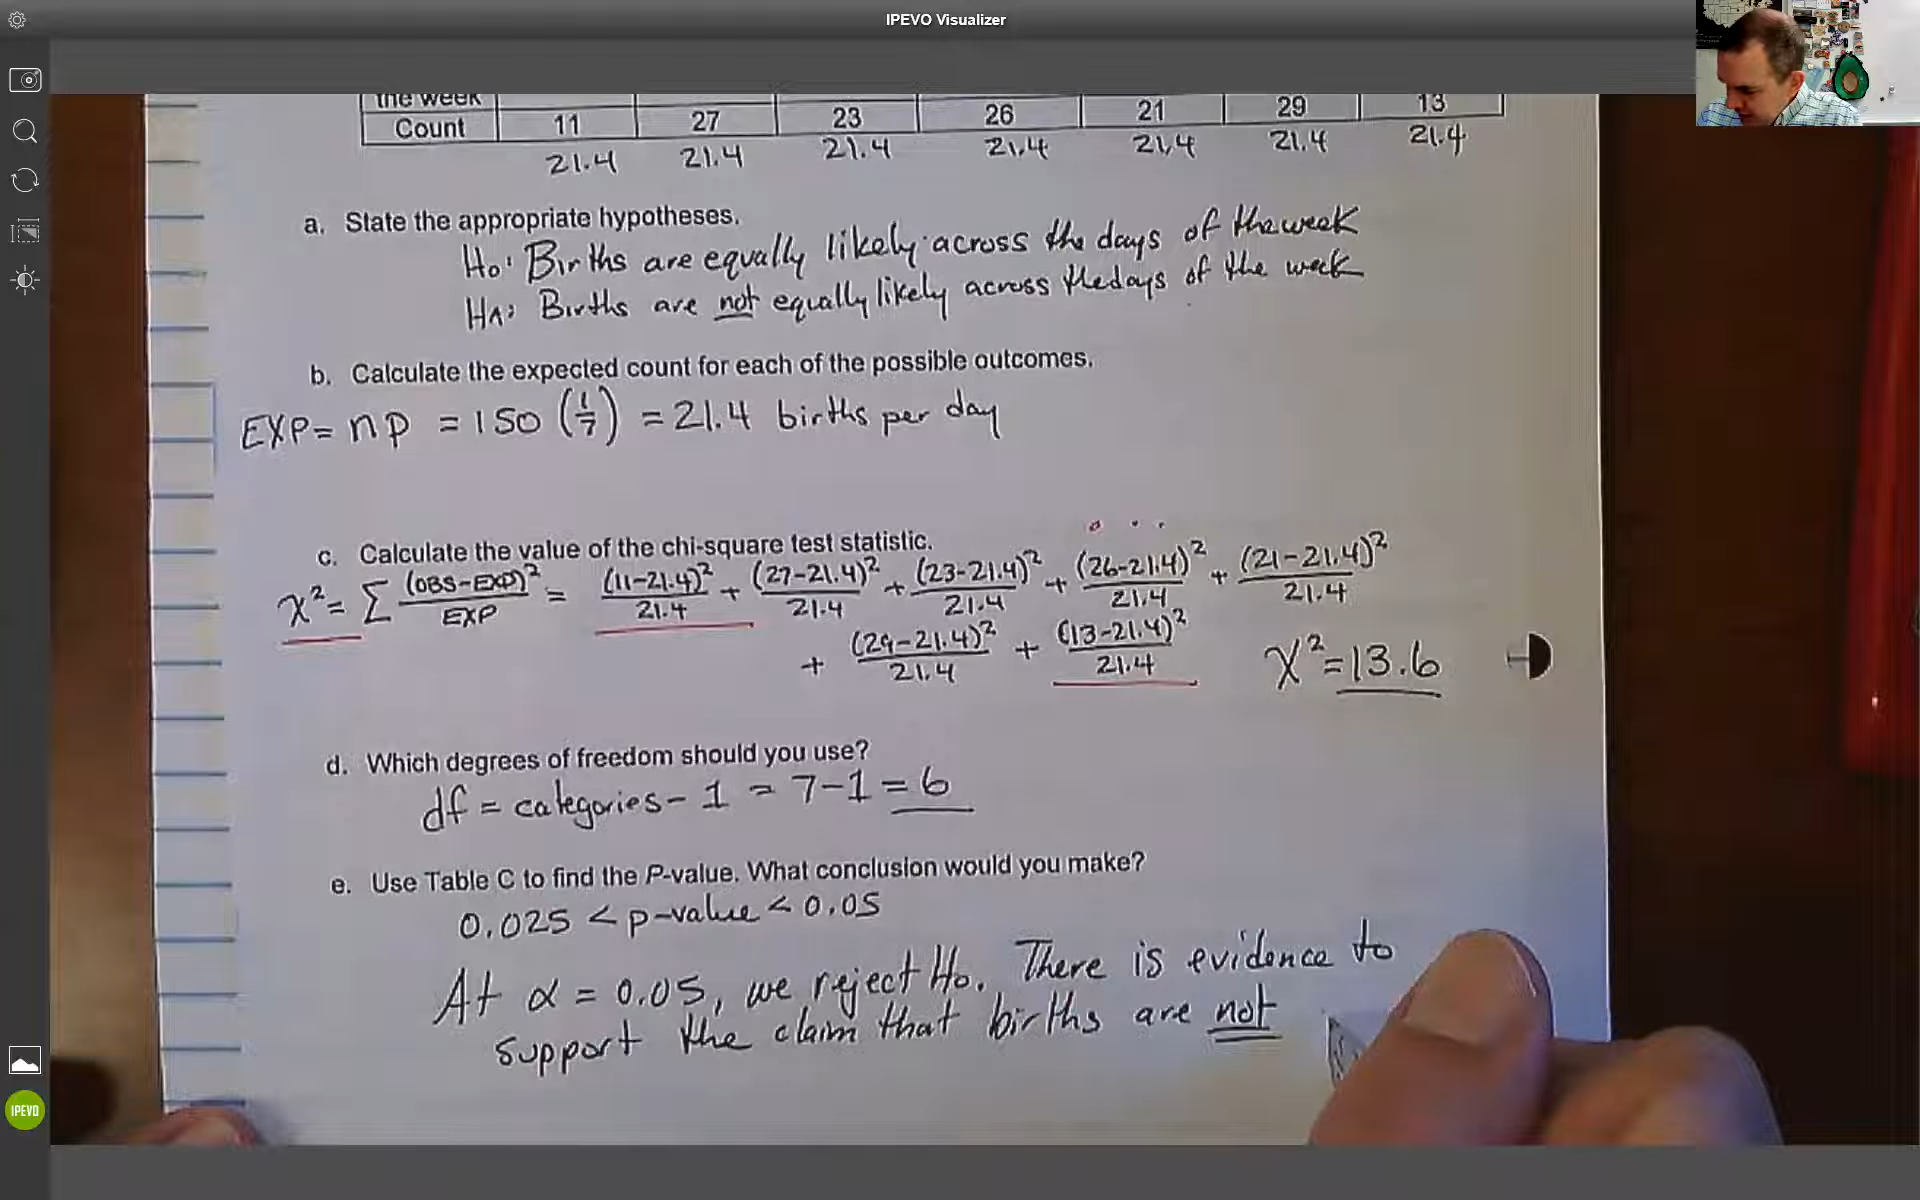 IPEVO Visualizer
the week
Count 11 27 23 26 21 29 13
21.4 21.4 21.4 21.4 21.4 21.4 21.4
a. State the appropriate hypotheses.
H₀: Births are equally likely across the days of the week
HA: Births are not equally likely across the days of the week
b. Calculate the expected count for each of the possible outcomes.
EXP = np = 150 (1/7) = 21.4 births per day
c. Calculate the value of the chi-square test statistic.
χ² = Σ (OBS-EXP)²/EXP = (11-21.4)²/21.4 + (27-21.4)²/21.4 + (23-21.4)²/21.4 + (26-21.4)²/21.4 + (21-21.4)²/21.4
+ (29-21.4)²/21.4 + (13-21.4)²/21.4 χ² = 13.6
d. Which degrees of freedom should you use?
df = categories - 1 = 7-1 = 6
e. Use Table C to find the P-value. What conclusion would you make?
0.025 < p-value < 0.05
At α = 0.05, we reject H₀. There is evidence to
support the claim that births are not
IPEVO